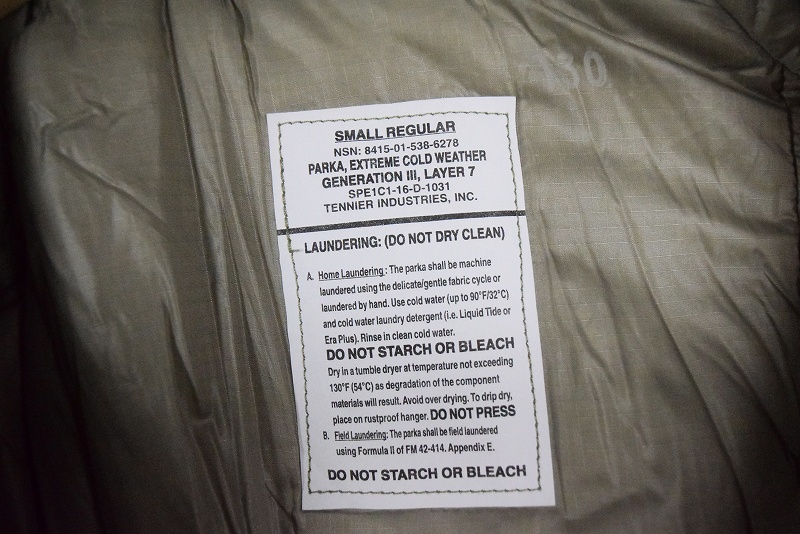 SMALL REGULAR
NSN: 8415-01-538-6278
PARKA, EXTREME COLD WEATHER
GENERATION III, LAYER 7
SPE1C1-16-D-1031
TENNIER INDUSTRIES, INC.
LAUNDERING: (DO NOT DRY CLEAN)
A. Home Laundering: The parka shall be machine
laundered using the delicate/gentle fabric cycle or
laundered by hand. Use cold water (up to 90°F/32°C)
and cold water laundry detergent (i.e. Liquid Tide or
Era Plus). Rinse in clean cold water.
DO NOT STARCH OR BLEACH
Dry in a tumble dryer at temperature not exceeding
130°F (54°C) as degradation of the component
materials will result. Avoid over drying. To drip dry,
place on rustproof hanger. DO NOT PRESS
B. Field Laundering: The parka shall be field laundered
using Formula II of FM 42-414. Appendix E.
DO NOT STARCH OR BLEACH